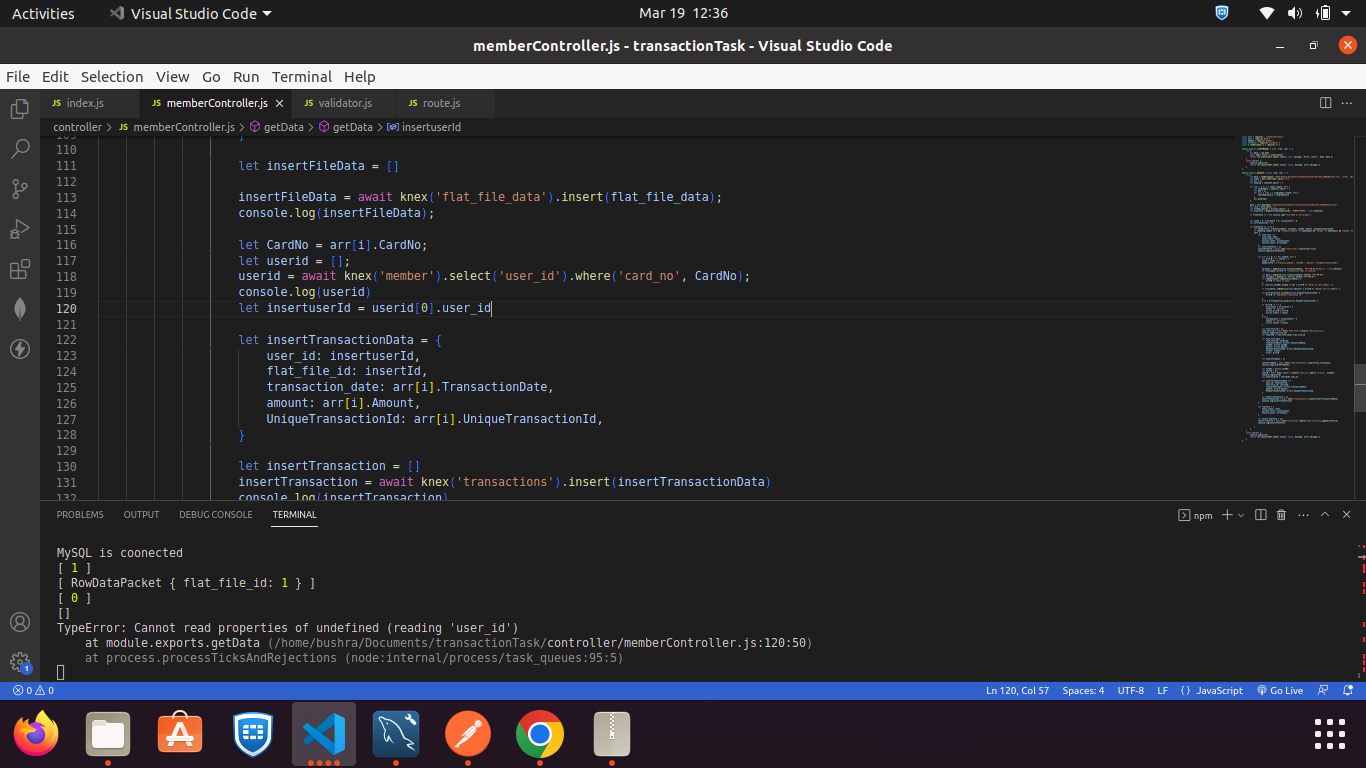 Activities Visual Studio Code Mar 19 12:36
memberController.js - transactionTask - Visual Studio Code
File Edit Selection View Go Run Terminal Help
JS index.js JS memberController.js JS validator.js JS route.js
controller > JS memberController.js > getData > getData > insertuserId
109 }
110
111 let insertFileData = []
112
113 insertFileData = await knex('flat_file_data').insert(flat_file_data);
114 console.log(insertFileData);
115
116 let CardNo = arr[i].CardNo;
117 let userid = [];
118 userid = await knex('member').select('user_id').where('card_no', CardNo);
119 console.log(userid)
120 let insertuserId = userid[0].user_id
121
122 let insertTransactionData = {
123 user_id: insertuserId,
124 flat_file_id: insertId,
125 transaction_date: arr[i].TransactionDate,
126 amount: arr[i].Amount,
127 UniqueTransactionId: arr[i].UniqueTransactionId,
128 }
129
130 let insertTransaction = []
131 insertTransaction = await knex('transactions').insert(insertTransactionData)
132 console.log(insertTransaction)
PROBLEMS OUTPUT DEBUG CONSOLE TERMINAL npm
MySQL is coonected
[ 1 ]
[ RowDataPacket { flat_file_id: 1 } ]
[ 0 ]
[]
TypeError: Cannot read properties of undefined (reading 'user_id')
at module.exports.getData (/home/bushra/Documents/transactionTask/controller/memberController.js:120:50)
at process.processTicksAndRejections (node:internal/process/task_queues:95:5)
1
0 0 Ln 120, Col 57 Spaces: 4 UTF-8 LF {} JavaScript Go Live